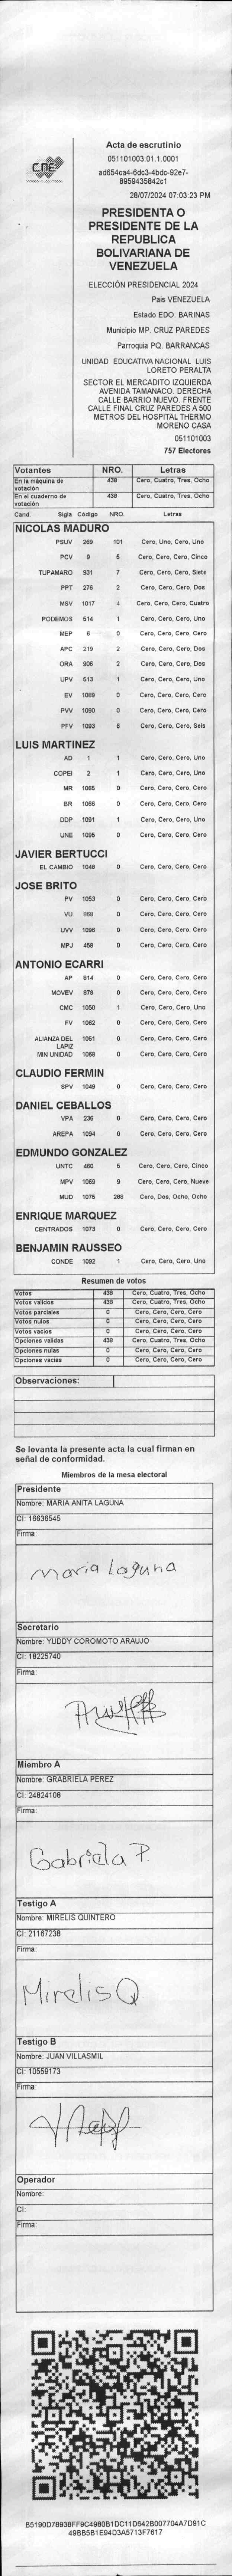 CNE
Acta de escrutinio
051101003.01.1.0001
ad654ca4-6dc3-4bdc-92e7-
8959435842c1
28/07/2024 07:03:23 PM
PRESIDENTA O
PRESIDENTE DE LA
REPUBLICA
BOLIVARIANA DE
VENEZUELA
ELECCIÓN PRESIDENCIAL 2024
Pais VENEZUELA
Estado EDO. BARINAS
Municipio MP. CRUZ PAREDES
Parroquia PQ. BARRANCAS
UNIDAD EDUCATIVA NACIONAL LUIS
LORETO PERALTA
SECTOR EL MERCADITO IZQUIERDA
AVENIDA TAMANACO. DERECHA
CALLE BARRIO NUEVO. FRENTE
CALLE FINAL CRUZ PAREDES A 500
METROS DEL HOSPITAL THERMO
MORENO CASA
051101003
757 Electores
Votantes NRO. Letras
En la máquina de votación 438 Cero, Cuatro, Tres, Ocho
En el cuaderno de votación 438 Cero, Cuatro, Tres, Ocho
Cand. Sigla Código NRO. Letras
NICOLAS MADURO
PSUV 269 101 Cero, Uno, Cero, Uno
PCV 9 5 Cero, Cero, Cero, Cinco
TUPAMARO 931 7 Cero, Cero, Cero, Siete
PPT 276 2 Cero, Cero, Cero, Dos
MSV 1017 4 Cero, Cero, Cero, Cuatro
PODEMOS 514 1 Cero, Cero, Cero, Uno
MEP 6 0 Cero, Cero, Cero, Cero
APC 219 2 Cero, Cero, Cero, Dos
ORA 906 2 Cero, Cero, Cero, Dos
UPV 513 1 Cero, Cero, Cero, Uno
EV 1089 0 Cero, Cero, Cero, Cero
PVV 1090 0 Cero, Cero, Cero, Cero
PFV 1093 6 Cero, Cero, Cero, Seis
LUIS MARTINEZ
AD 1 1 Cero, Cero, Cero, Uno
COPEI 2 1 Cero, Cero, Cero, Uno
MR 1065 0 Cero, Cero, Cero, Cero
BR 1066 0 Cero, Cero, Cero, Cero
DDP 1091 1 Cero, Cero, Cero, Uno
UNE 1095 0 Cero, Cero, Cero, Cero
JAVIER BERTUCCI
EL CAMBIO 1046 0 Cero, Cero, Cero, Cero
JOSE BRITO
PV 1053 0 Cero, Cero, Cero, Cero
VU 868 0 Cero, Cero, Cero, Cero
UVV 1096 0 Cero, Cero, Cero, Cero
MPJ 458 0 Cero, Cero, Cero, Cero
ANTONIO ECARRI
AP 814 0 Cero, Cero, Cero, Cero
MOVEV 978 0 Cero, Cero, Cero, Cero
CMC 1050 1 Cero, Cero, Cero, Uno
FV 1062 0 Cero, Cero, Cero, Cero
ALIANZA DEL LAPIZ 1051 0 Cero, Cero, Cero, Cero
MIN UNIDAD 1068 0 Cero, Cero, Cero, Cero
CLAUDIO FERMIN
SPV 1049 0 Cero, Cero, Cero, Cero
DANIEL CEBALLOS
VPA 236 0 Cero, Cero, Cero, Cero
AREPA 1094 0 Cero, Cero, Cero, Cero
EDMUNDO GONZALEZ
UNTC 460 5 Cero, Cero, Cero, Cinco
MPV 1069 9 Cero, Cero, Cero, Nueve
MUD 1075 288 Cero, Dos, Ocho, Ocho
ENRIQUE MARQUEZ
CENTRADOS 1073 0 Cero, Cero, Cero, Cero
BENJAMIN RAUSSEO
CONDE 1092 1 Cero, Cero, Cero, Uno
Resumen de votos
Votos 438 Cero, Cuatro, Tres, Ocho
Votos validos 438 Cero, Cuatro, Tres, Ocho
Votos parciales 0 Cero, Cero, Cero, Cero
Votos nulos 0 Cero, Cero, Cero, Cero
Votos vacios 0 Cero, Cero, Cero, Cero
Opciones validas 438 Cero, Cuatro, Tres, Ocho
Opciones nulas 0 Cero, Cero, Cero, Cero
Opciones vacias 0 Cero, Cero, Cero, Cero
Observaciones:
Se levanta la presente acta la cual firman en
señal de conformidad.
Miembros de la mesa electoral
Presidente
Nombre: MARIA ANITA LAGUNA
CI: 16636545
Firma:
Maria Laguna
Secretario
Nombre: YUDDY COROMOTO ARAUJO
CI: 18225740
Firma:
Miembro A
Nombre: GRABRIELA PEREZ
CI: 24824108
Firma:
Gabriela P.
Testigo A
Nombre: MIRELIS QUINTERO
CI: 21167238
Firma:
Mirelis Q
Testigo B
Nombre: JUAN VILLASMIL
CI: 10559173
Firma:
Operador
Nombre:
CI:
Firma:
B5190D78938FF9C4980B1DC11D642B007704A7D91C
49BB5B1E94D3A5713F7617